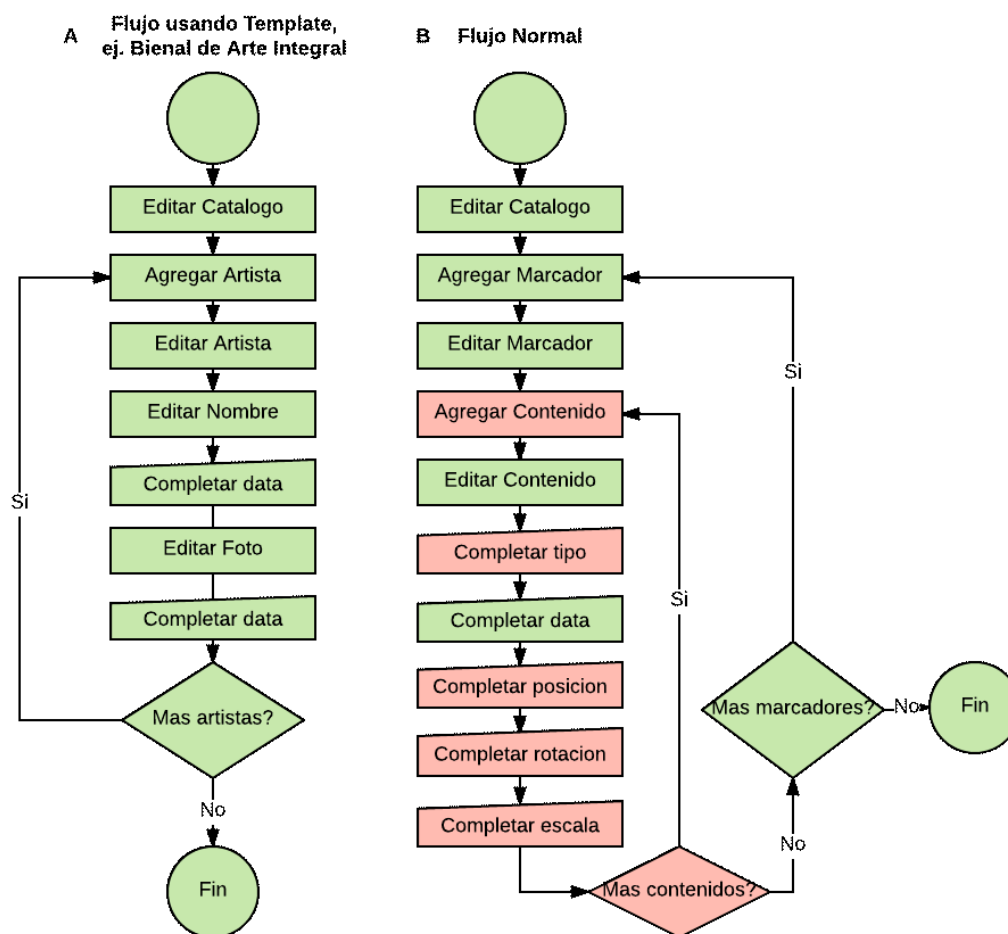 A Flujo usando Template,
ej. Bienal de Arte Integral
Editar Catalogo
Agregar Artista
Editar Artista
Editar Nombre
Completar data
Editar Foto
Completar data
Mas artistas?
Si
No
Fin
B Flujo Normal
Editar Catalogo
Agregar Marcador
Editar Marcador
Agregar Contenido
Editar Contenido
Completar tipo
Completar data
Completar posicion
Completar rotacion
Completar escala
Mas contenidos?
Si
No
Mas marcadores?
Si
No
Fin